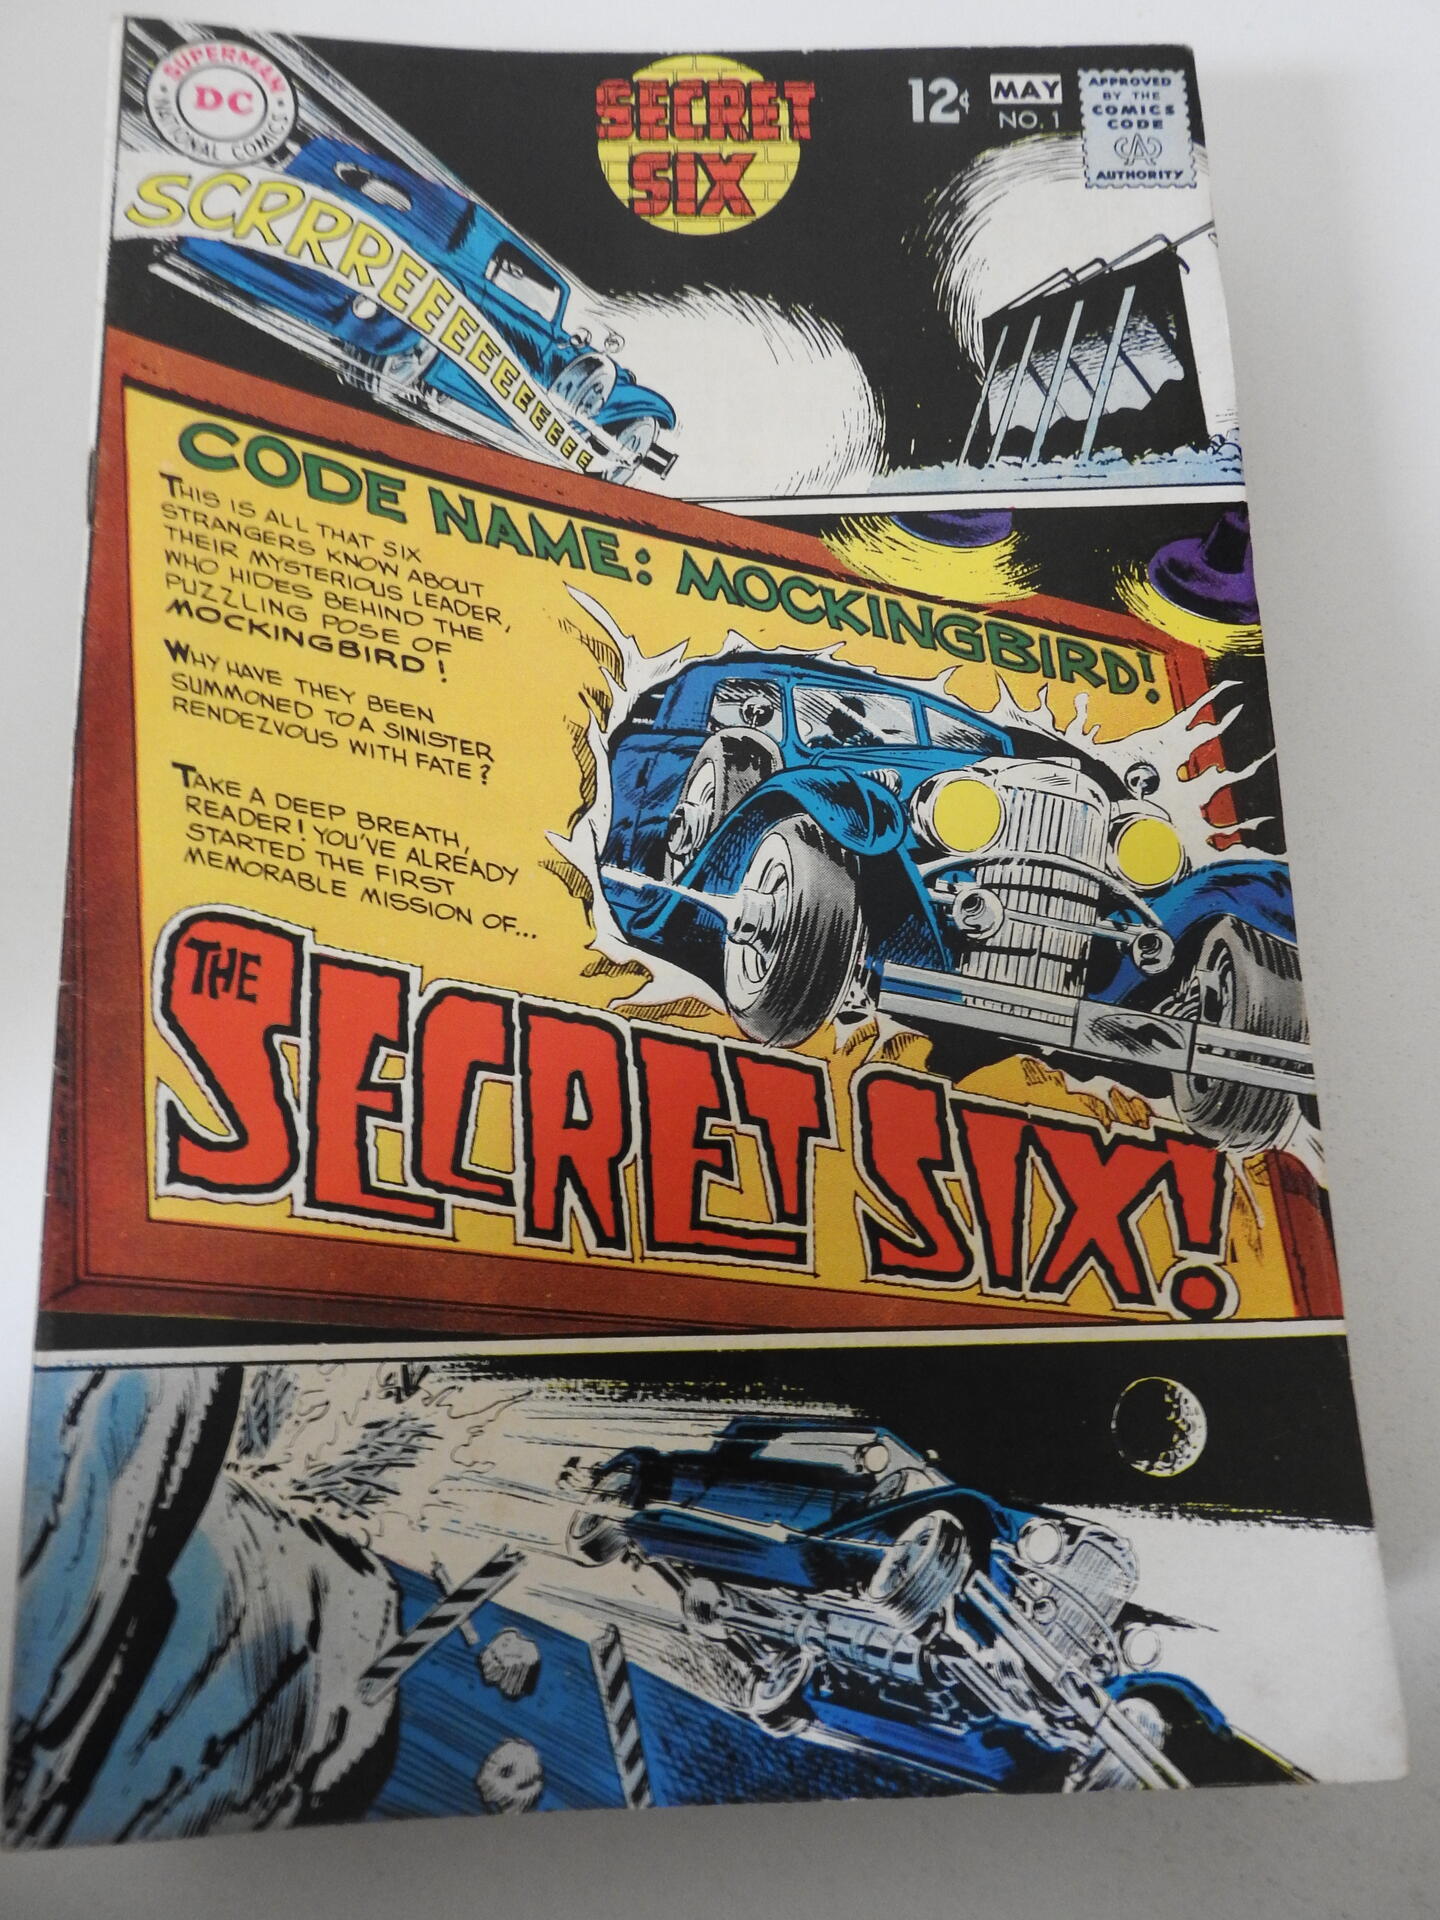 SUPERMAN
DC
NATIONAL COMICS
SECRET
SIX
12¢
MAY
NO. 1
APPROVED
BY THE
COMICS
CODE
CA
AUTHORITY
SCRRREEEEEEEEEEEEEE
CODE NAME: MOCKINGBIRD!
THIS IS ALL THAT SIX
STRANGERS KNOW ABOUT
THEIR MYSTERIOUS LEADER,
WHO HIDES BEHIND THE
PUZZLING POSE OF
MOCKINGBIRD!
WHY HAVE THEY BEEN
SUMMONED TO A SINISTER
RENDEZVOUS WITH FATE?
TAKE A DEEP BREATH,
READER! YOU'VE ALREADY
STARTED THE FIRST
MEMORABLE MISSION OF...
THE
SECRET SIX!